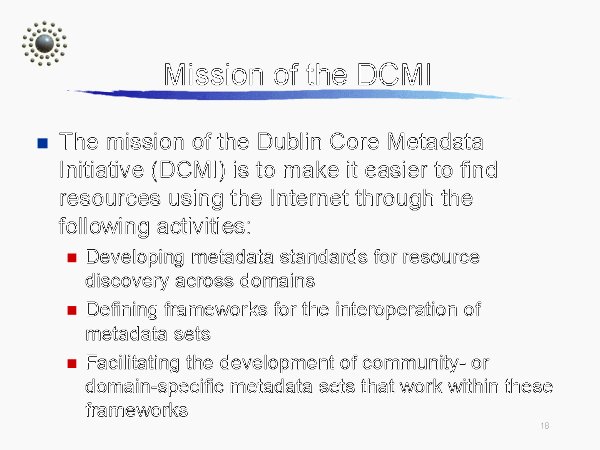 Mission of the DCMI
The mission of the Dublin Core Metadata
Initiative (DCMI) is to make it easier to find
resources using the Internet through the
following activities:
Developing metadata standards for resource
discovery across domains
Defining frameworks for the interoperation of
metadata sets
Facilitating the development of community- or
domain-specific metadata sets that work within these
frameworks
18